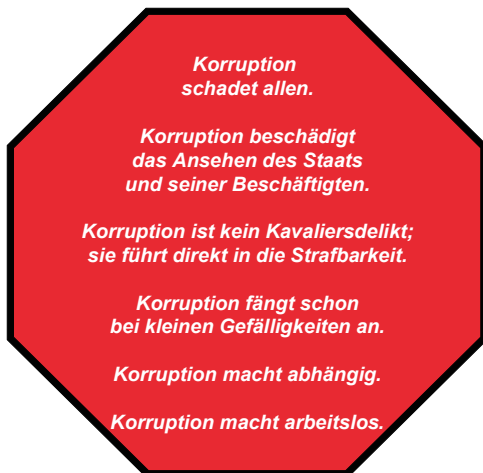 Korruption
schadet allen.
Korruption beschädigt
das Ansehen des Staats
und seiner Beschäftigten.
Korruption ist kein Kavaliersdelikt;
sie führt direkt in die Strafbarkeit.
Korruption fängt schon
bei kleinen Gefälligkeiten an.
Korruption macht abhängig.
Korruption macht arbeitslos.